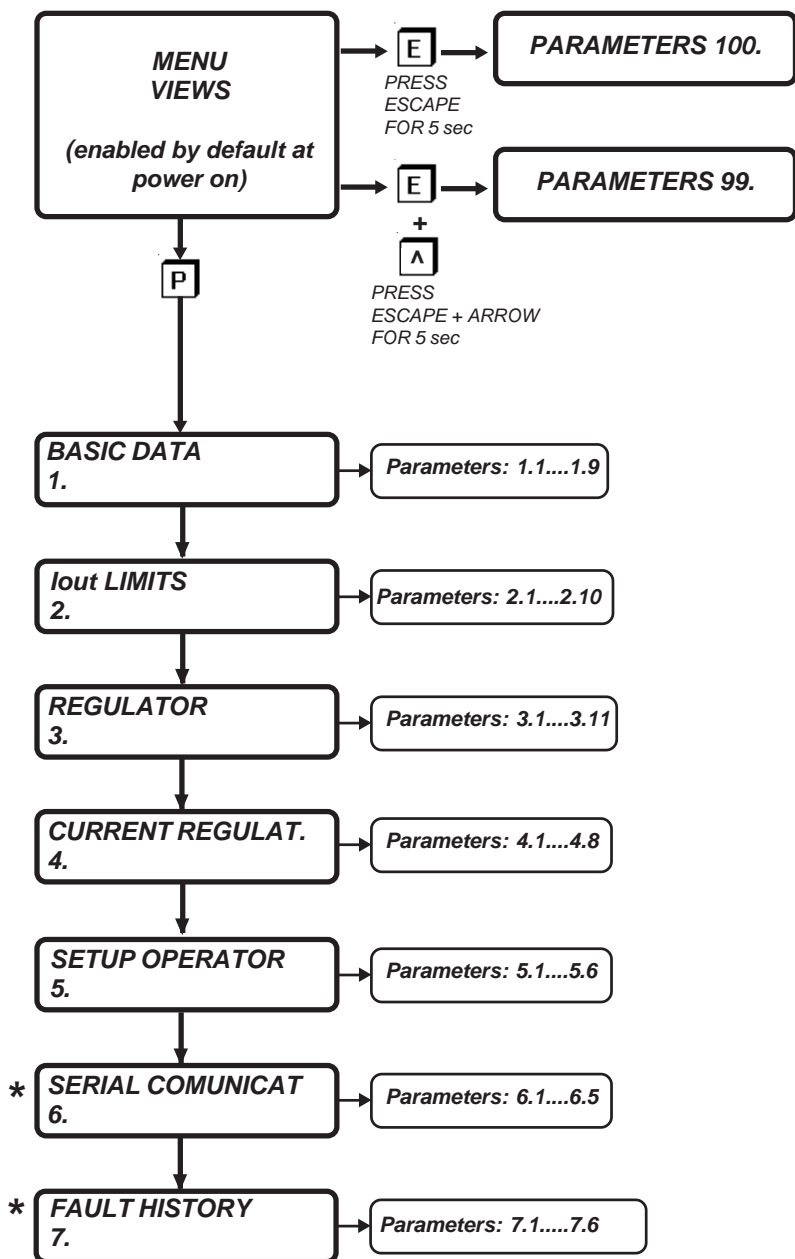 MENU
VIEWS
(enabled by default at
power on)
E
PRESS
ESCAPE
FOR 5 sec
PARAMETERS 100.
E
+
^
PRESS
ESCAPE + ARROW
FOR 5 sec
PARAMETERS 99.
P
BASIC DATA
1.
Parameters: 1.1....1.9
Iout LIMITS
2.
Parameters: 2.1....2.10
REGULATOR
3.
Parameters: 3.1....3.11
CURRENT REGULAT.
4.
Parameters: 4.1....4.8
SETUP OPERATOR
5.
Parameters: 5.1....5.6
* SERIAL COMUNICAT
6.
Parameters: 6.1....6.5
* FAULT HISTORY
7.
Parameters: 7.1.....7.6